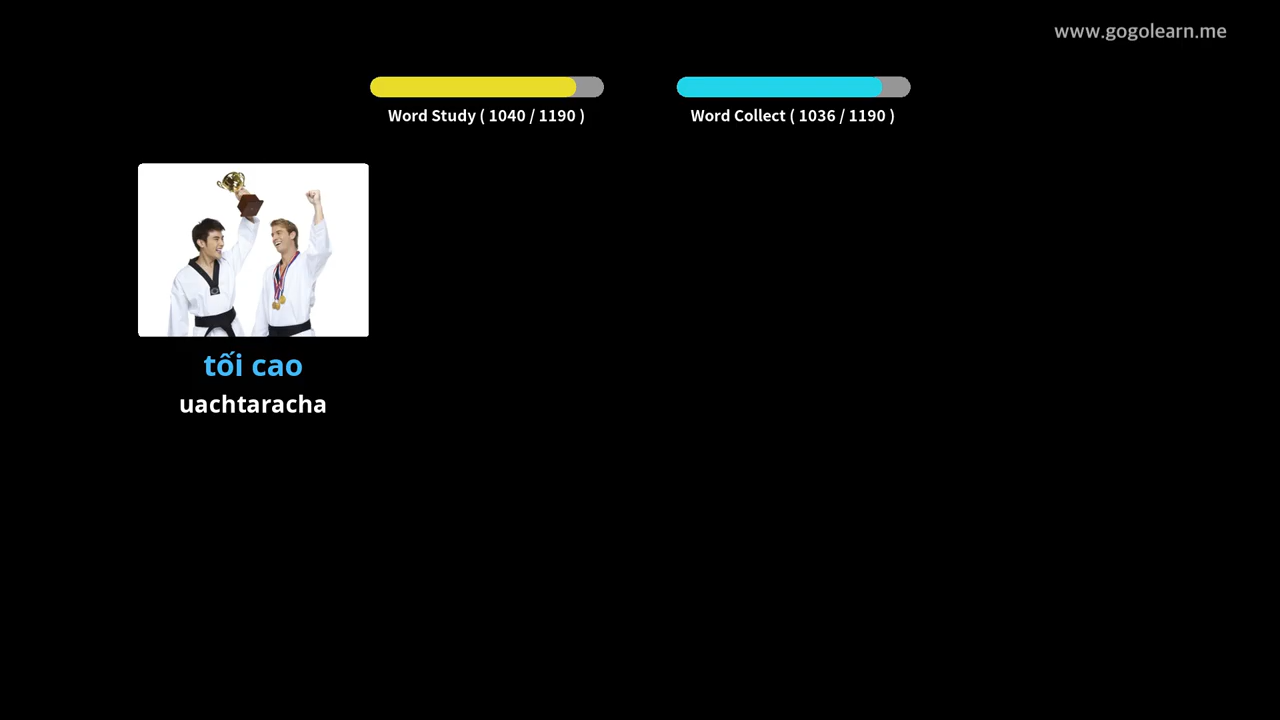 www.gogolearn.me
Word Study ( 1040 / 1190 )
Word Collect ( 1036 / 1190 )
tối cao
uachtaracha